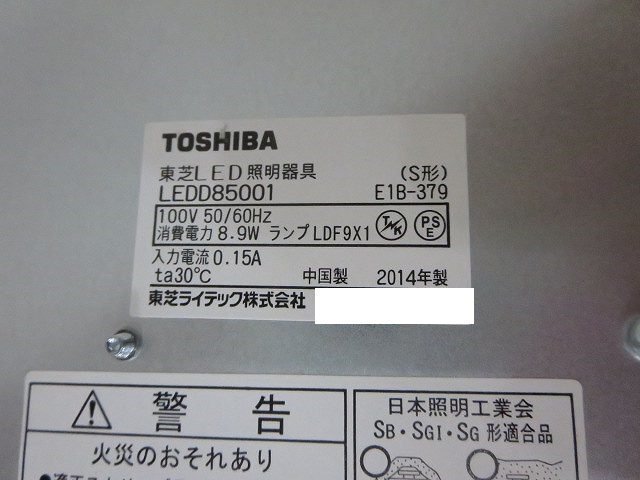 TOSHIBA
東芝LED照明器具 (S形)
LEDD85001 E1B-379
100V 50/60Hz
消費電力 8.9W ランプ LDF9X1
PS
E
入力電流 0.15A
ta30℃ 中国製 2014年製
東芝ライテック株式会社
警告
火災のおそれあり
日本照明工業会
SB・SGI・SG 形適合品